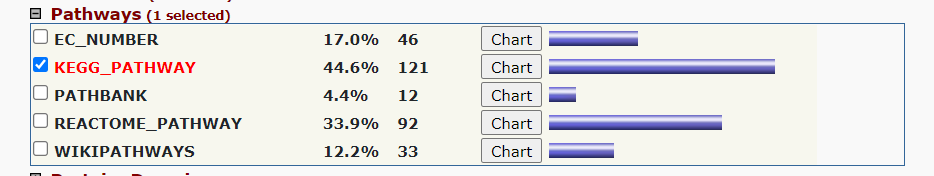 Pathways (1 selected)
EC_NUMBER 17.0% 46 Chart
KEGG_PATHWAY 44.6% 121 Chart
PATHBANK 4.4% 12 Chart
REACTOME_PATHWAY 33.9% 92 Chart
WIKIPATHWAYS 12.2% 33 Chart